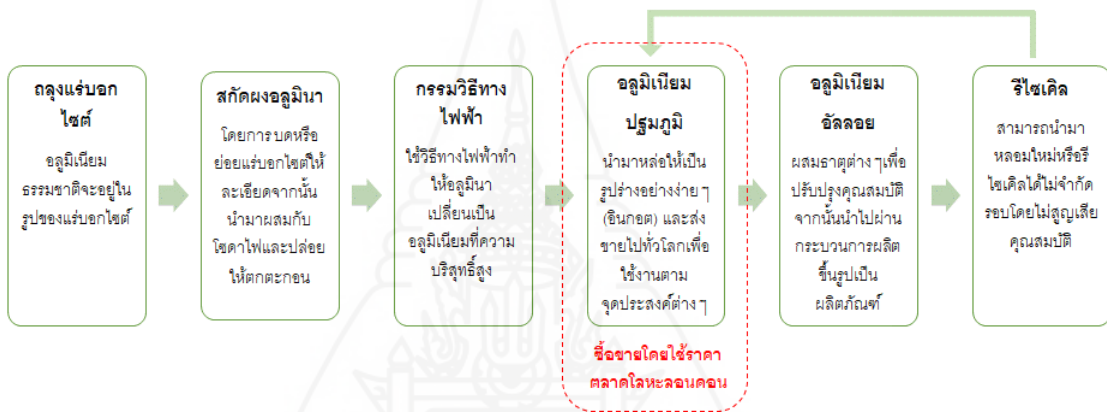 ถลุงแร่บอก
ไซต์
อลูมิเนียม
ธรรมชาติจะอยู่ใน
รูปของแร่บอกไซต์
สกัดผงอลูมินา
โดยการ บดหรือ
ย่อยแร่บอกไซต์ให้
ละเอียดจากนั้น
นำมาผสมกับ
โซดาไฟและปล่อย
ให้ตกตะกอน
กรรมวิธีทาง
ไฟฟ้า
ใช้วิธีทางไฟฟ้าทำ
ให้อลูมินา
เปลี่ยนเป็น
อลูมิเนียมที่ความ
บริสุทธิ์สูง
อลูมิเนียม
ปฐมภูมิ
นำมาหล่อให้เป็น
รูปร่างอย่างง่าย ๆ
(อินกอต) และส่ง
ขายไปทั่วโลกเพื่อ
ใช้งานตาม
จุดประสงค์ต่าง ๆ
ซื้อขายโดยใช้ราคา
ตลาดโลหะลอนดอน
อลูมิเนียม
อัลลอย
ผสมธาตุต่าง ๆเพื่อ
ปรับปรุงคุณสมบัติ
จากนั้นนำไปผ่าน
กระบวนการผลิต
ขึ้นรูปเป็น
ผลิตภัณฑ์
รีไซเคิล
สามารถนำมา
หลอมใหม่หรือรี
ไซเคิลได้ไม่จำกัด
รอบโดยไม่สูญเสีย
คุณสมบัติ